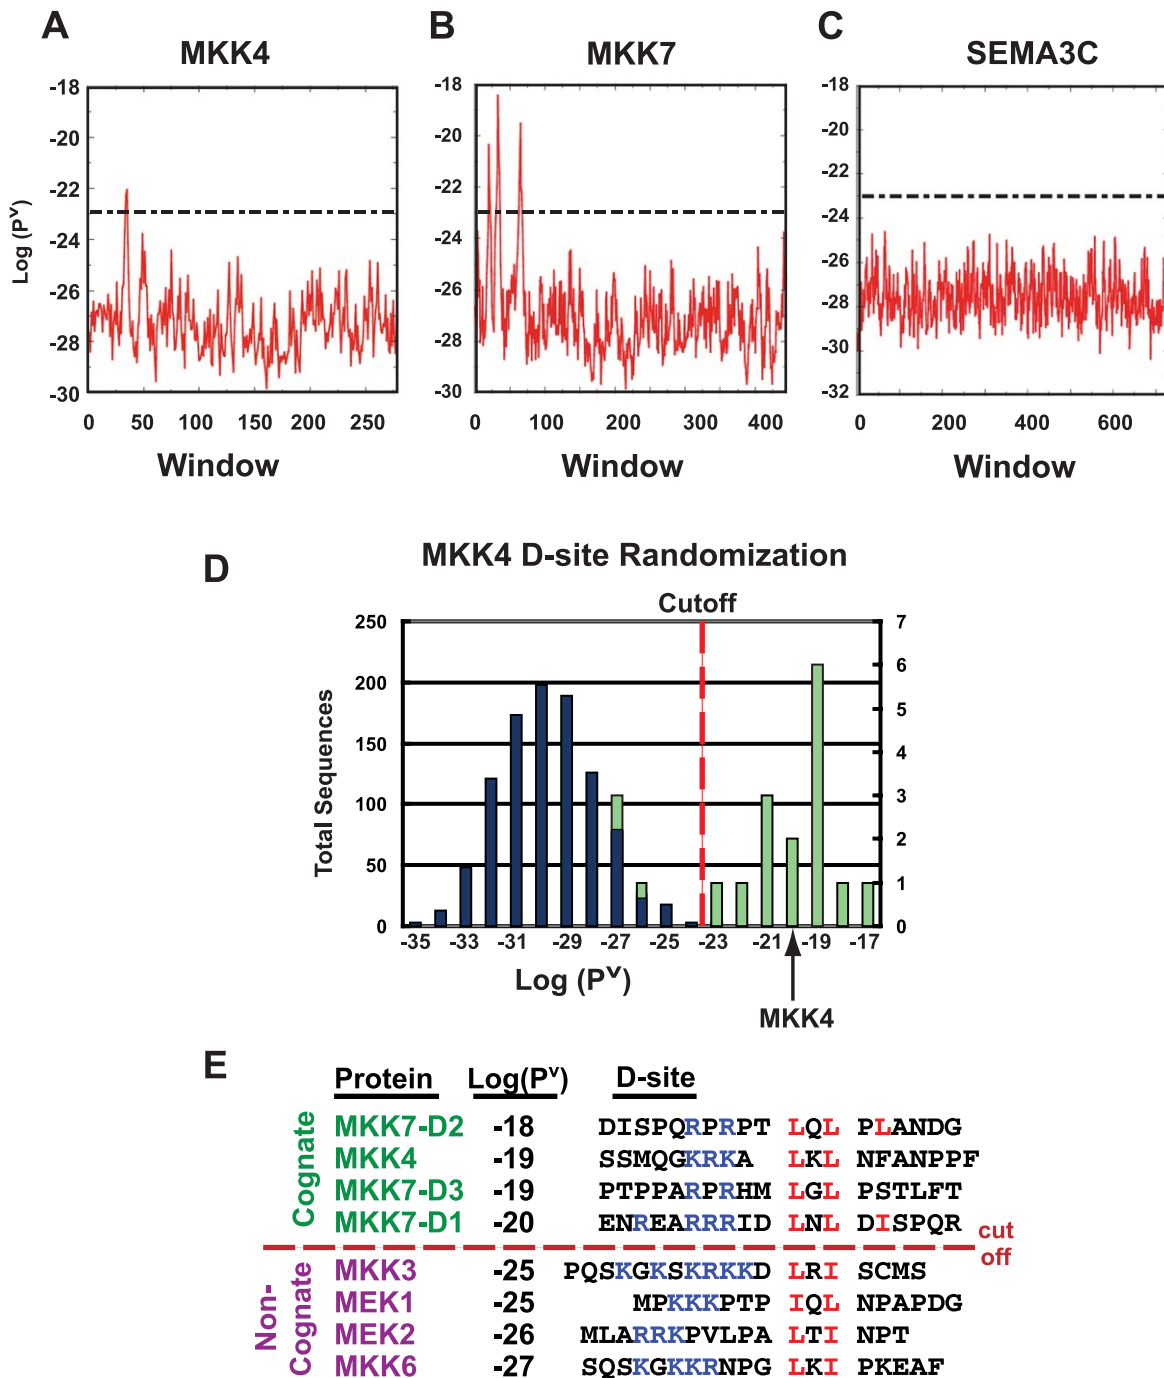 A
MKK4
B
MKK7
C
SEMA3C
Log (Pᵛ)
-18
-20
-22
-24
-26
-28
-30
0 50 100 150 200 250
Window
-18
-20
-22
-24
-26
-28
-30
0 100 200 300 400
Window
-18
-20
-22
-24
-26
-28
-30
-32
0 200 400 600
Window
D
MKK4 D-site Randomization
Cutoff
Total Sequences
250
200
150
100
50
0
7
6
5
4
3
2
1
0
-35 -33 -31 -29 -27 -25 -23 -21 -19 -17
Log (Pᵛ)
MKK4
E
Protein Log(Pᵛ) D-site
Cognate
MKK7-D2 -18 DISPQRPRPT LQL PLANDG
MKK4 -19 SSMQGKRKA LKL NFANPPF
MKK7-D3 -19 PTPPARPRHM LGL PSTLFT
MKK7-D1 -20 ENREARRRID LNL DISPQR
cut off
Non-Cognate
MKK3 -25 PQSKGKSKRKKD LRI SCMS
MEK1 -25 MPKKKPTP IQL NPAPDG
MEK2 -26 MLARRKPVLPA LTI NPT
MKK6 -27 SQSKGKKRNPG LKI PKEAF